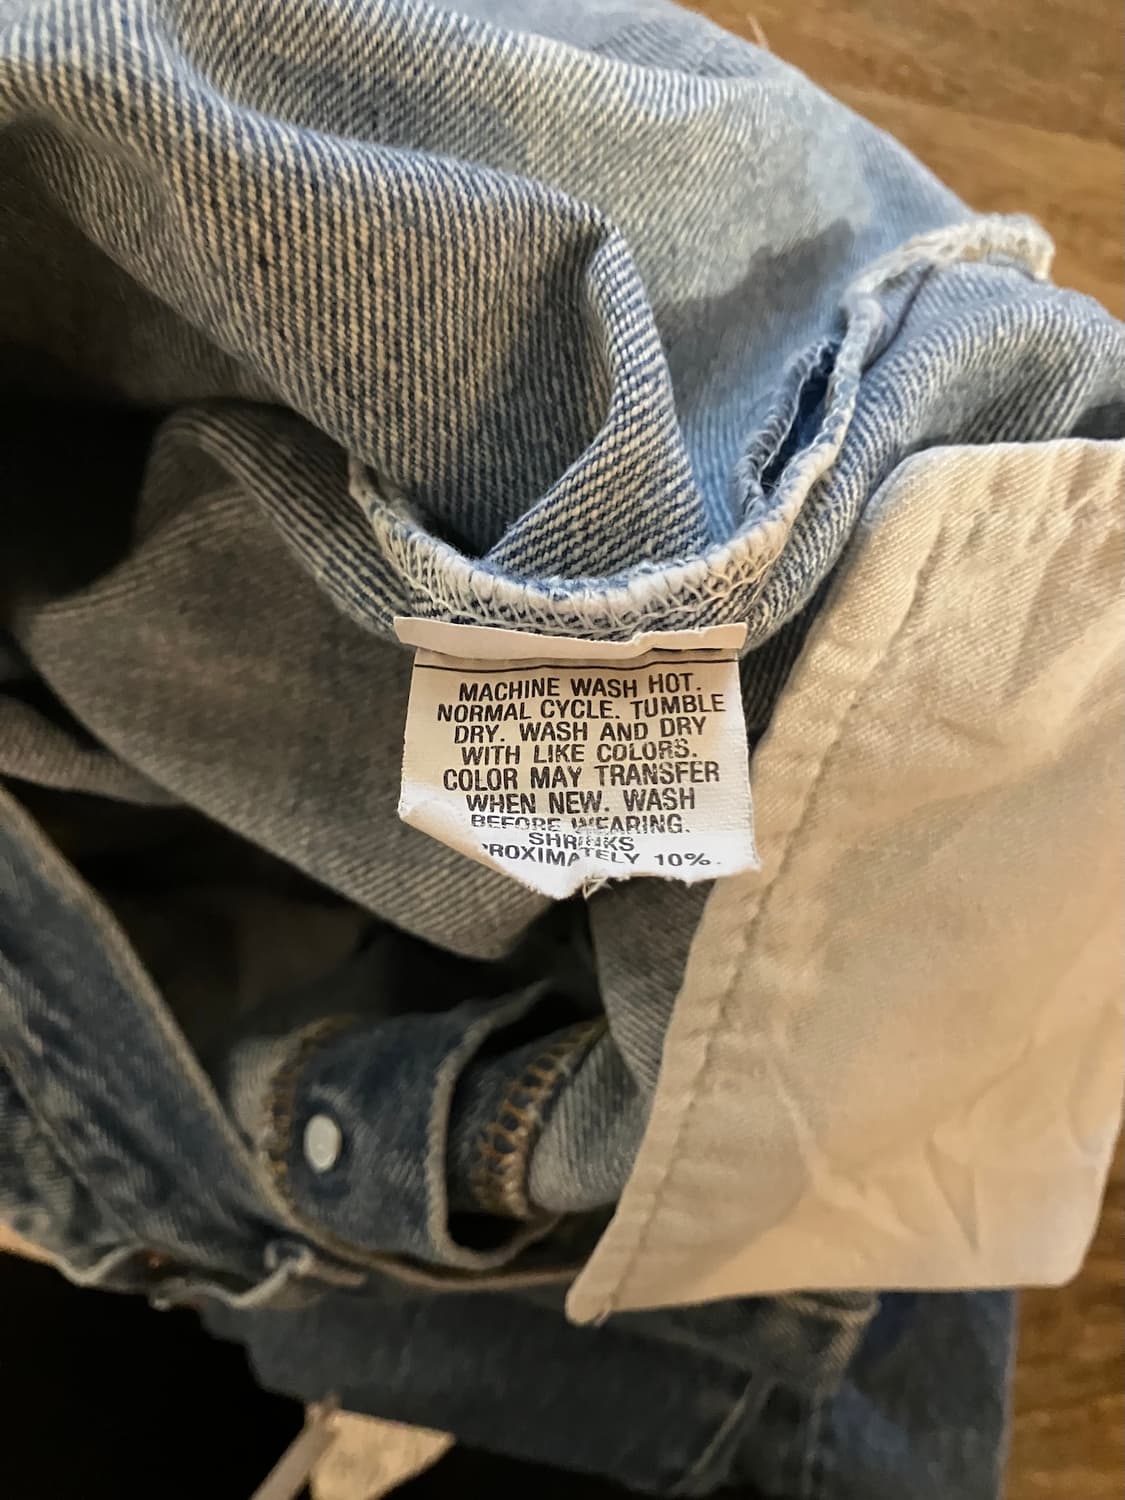 MACHINE WASH HOT.
NORMAL CYCLE. TUMBLE
DRY. WASH AND DRY
WITH LIKE COLORS.
COLOR MAY TRANSFER
WHEN NEW. WASH
BEFORE WEARING.
SHRINKS
PROXIMATELY 10%.